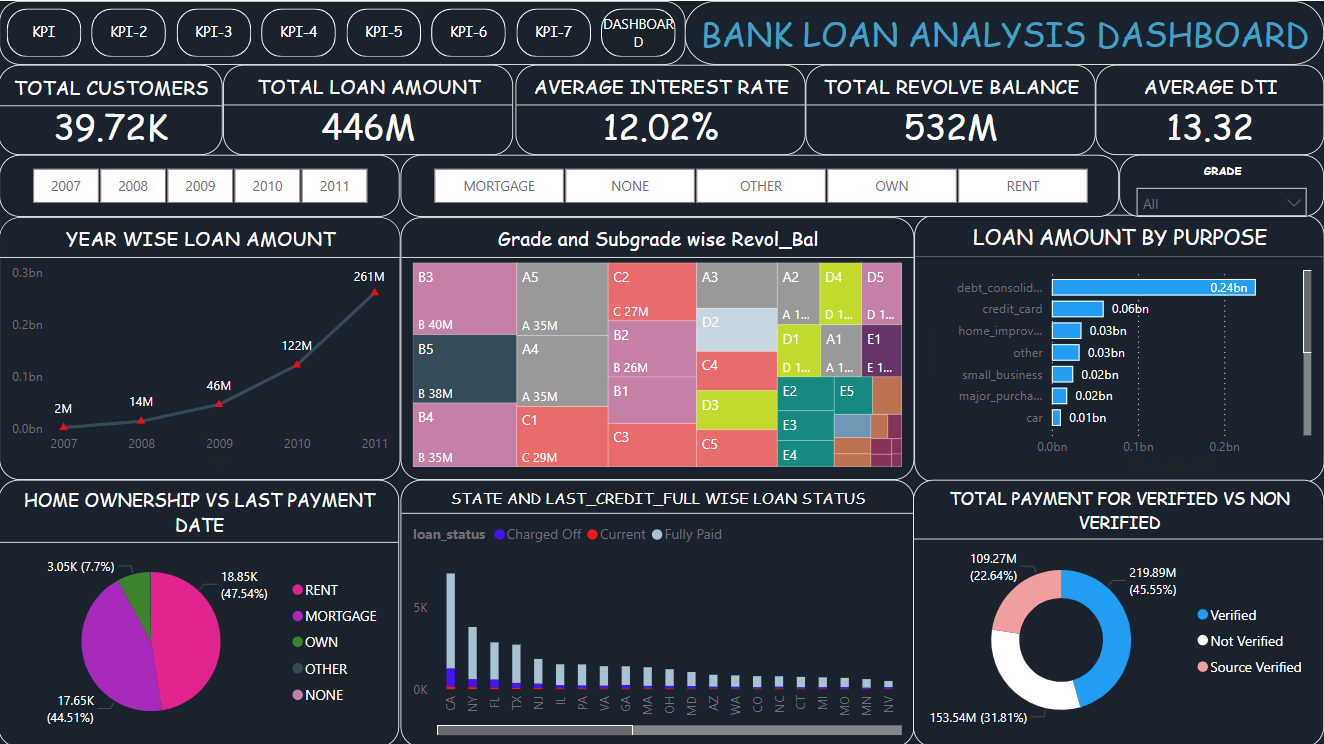 KPI
KPI-2
KPI-3
KPI-4
KPI-5
KPI-6
KPI-7
DASHBOAR
D
BANK LOAN ANALYSIS DASHBOARD
TOTAL CUSTOMERS
39.72K
TOTAL LOAN AMOUNT
446M
AVERAGE INTEREST RATE
12.02%
TOTAL REVOLVE BALANCE
532M
AVERAGE DTI
13.32
2007
2008
2009
2010
2011
MORTGAGE
NONE
OTHER
OWN
RENT
GRADE
All
YEAR WISE LOAN AMOUNT
0.3bn
0.2bn
0.1bn
0.0bn
2M
14M
46M
122M
261M
2007
2008
2009
2010
2011
Grade and Subgrade wise Revol_Bal
B3
B 40M
B5
B 38M
B4
B 35M
A5
A 35M
A4
A 35M
C1
C 29M
C2
C 27M
B2
B 26M
B1
C3
A3
D2
C4
D3
C5
A2
A 1...
D4
D 1...
D5
D 1...
D1
D 1...
A1
A 1...
E1
E 1...
E2
E5
E3
E4
LOAN AMOUNT BY PURPOSE
debt_consolid...
0.24bn
credit_card
0.06bn
home_improv...
0.03bn
other
0.03bn
small_business
0.02bn
major_purcha...
0.02bn
car
0.01bn
0.0bn
0.1bn
0.2bn
HOME OWNERSHIP VS LAST PAYMENT
DATE
3.05K (7.7%)
18.85K
(47.54%)
17.65K
(44.51%)
RENT
MORTGAGE
OWN
OTHER
NONE
STATE AND LAST_CREDIT_FULL WISE LOAN STATUS
loan_status
Charged Off
Current
Fully Paid
5K
0K
CA
NY
FL
TX
NJ
IL
PA
VA
GA
MA
OH
MD
AZ
WA
CO
NC
CT
MI
MO
MN
NV
TOTAL PAYMENT FOR VERIFIED VS NON
VERIFIED
109.27M
(22.64%)
219.89M
(45.55%)
153.54M (31.81%)
Verified
Not Verified
Source Verified